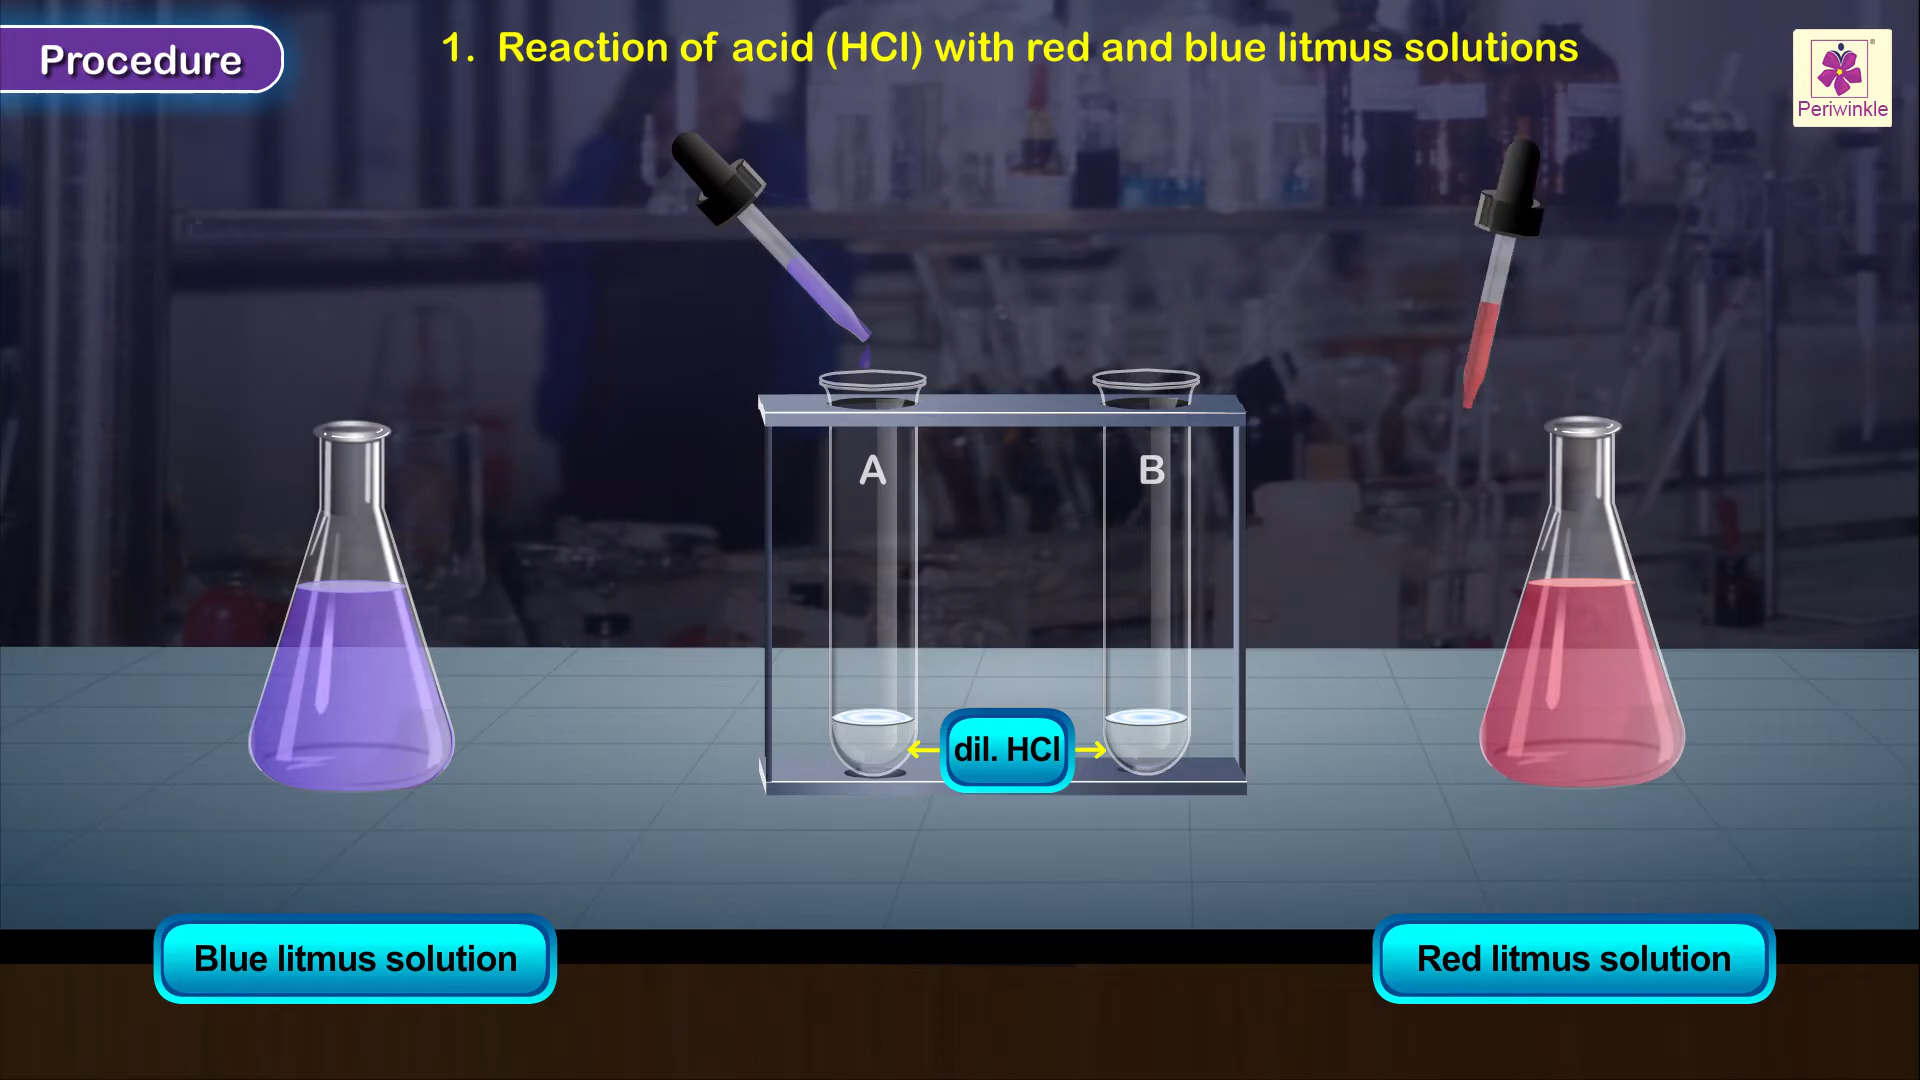 Procedure
1. Reaction of acid (HCl) with red and blue litmus solutions
Periwinkle
A
B
dil. HCl
Blue litmus solution
Red litmus solution